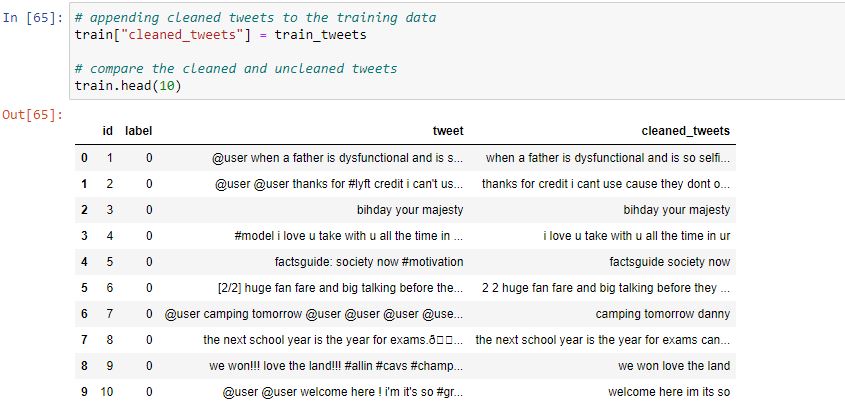 In [65]: # appending cleaned tweets to the training data
train["cleaned_tweets"] = train_tweets
# compare the cleaned and uncleaned tweets
train.head(10)
Out[65]:
id label tweet cleaned_tweets
0 1 0 @user when a father is dysfunctional and is s... when a father is dysfunctional and is so selfi...
1 2 0 @user @user thanks for #lyft credit i can't us... thanks for credit i cant use cause they dont o...
2 3 0 bihday your majesty bihday your majesty
3 4 0 #model i love u take with u all the time in ... i love u take with u all the time in ur
4 5 0 factsguide: society now #motivation factsguide society now
5 6 0 [2/2] huge fan fare and big talking before the... 2 2 huge fan fare and big talking before they ...
6 7 0 @user camping tomorrow @user @user @user @use... camping tomorrow danny
7 8 0 the next school year is the year for exams.ð... the next school year is the year for exams can...
8 9 0 we won!!! love the land!!! #allin #cavs #champ... we won love the land
9 10 0 @user @user welcome here ! i'm it's so #gr... welcome here im its so